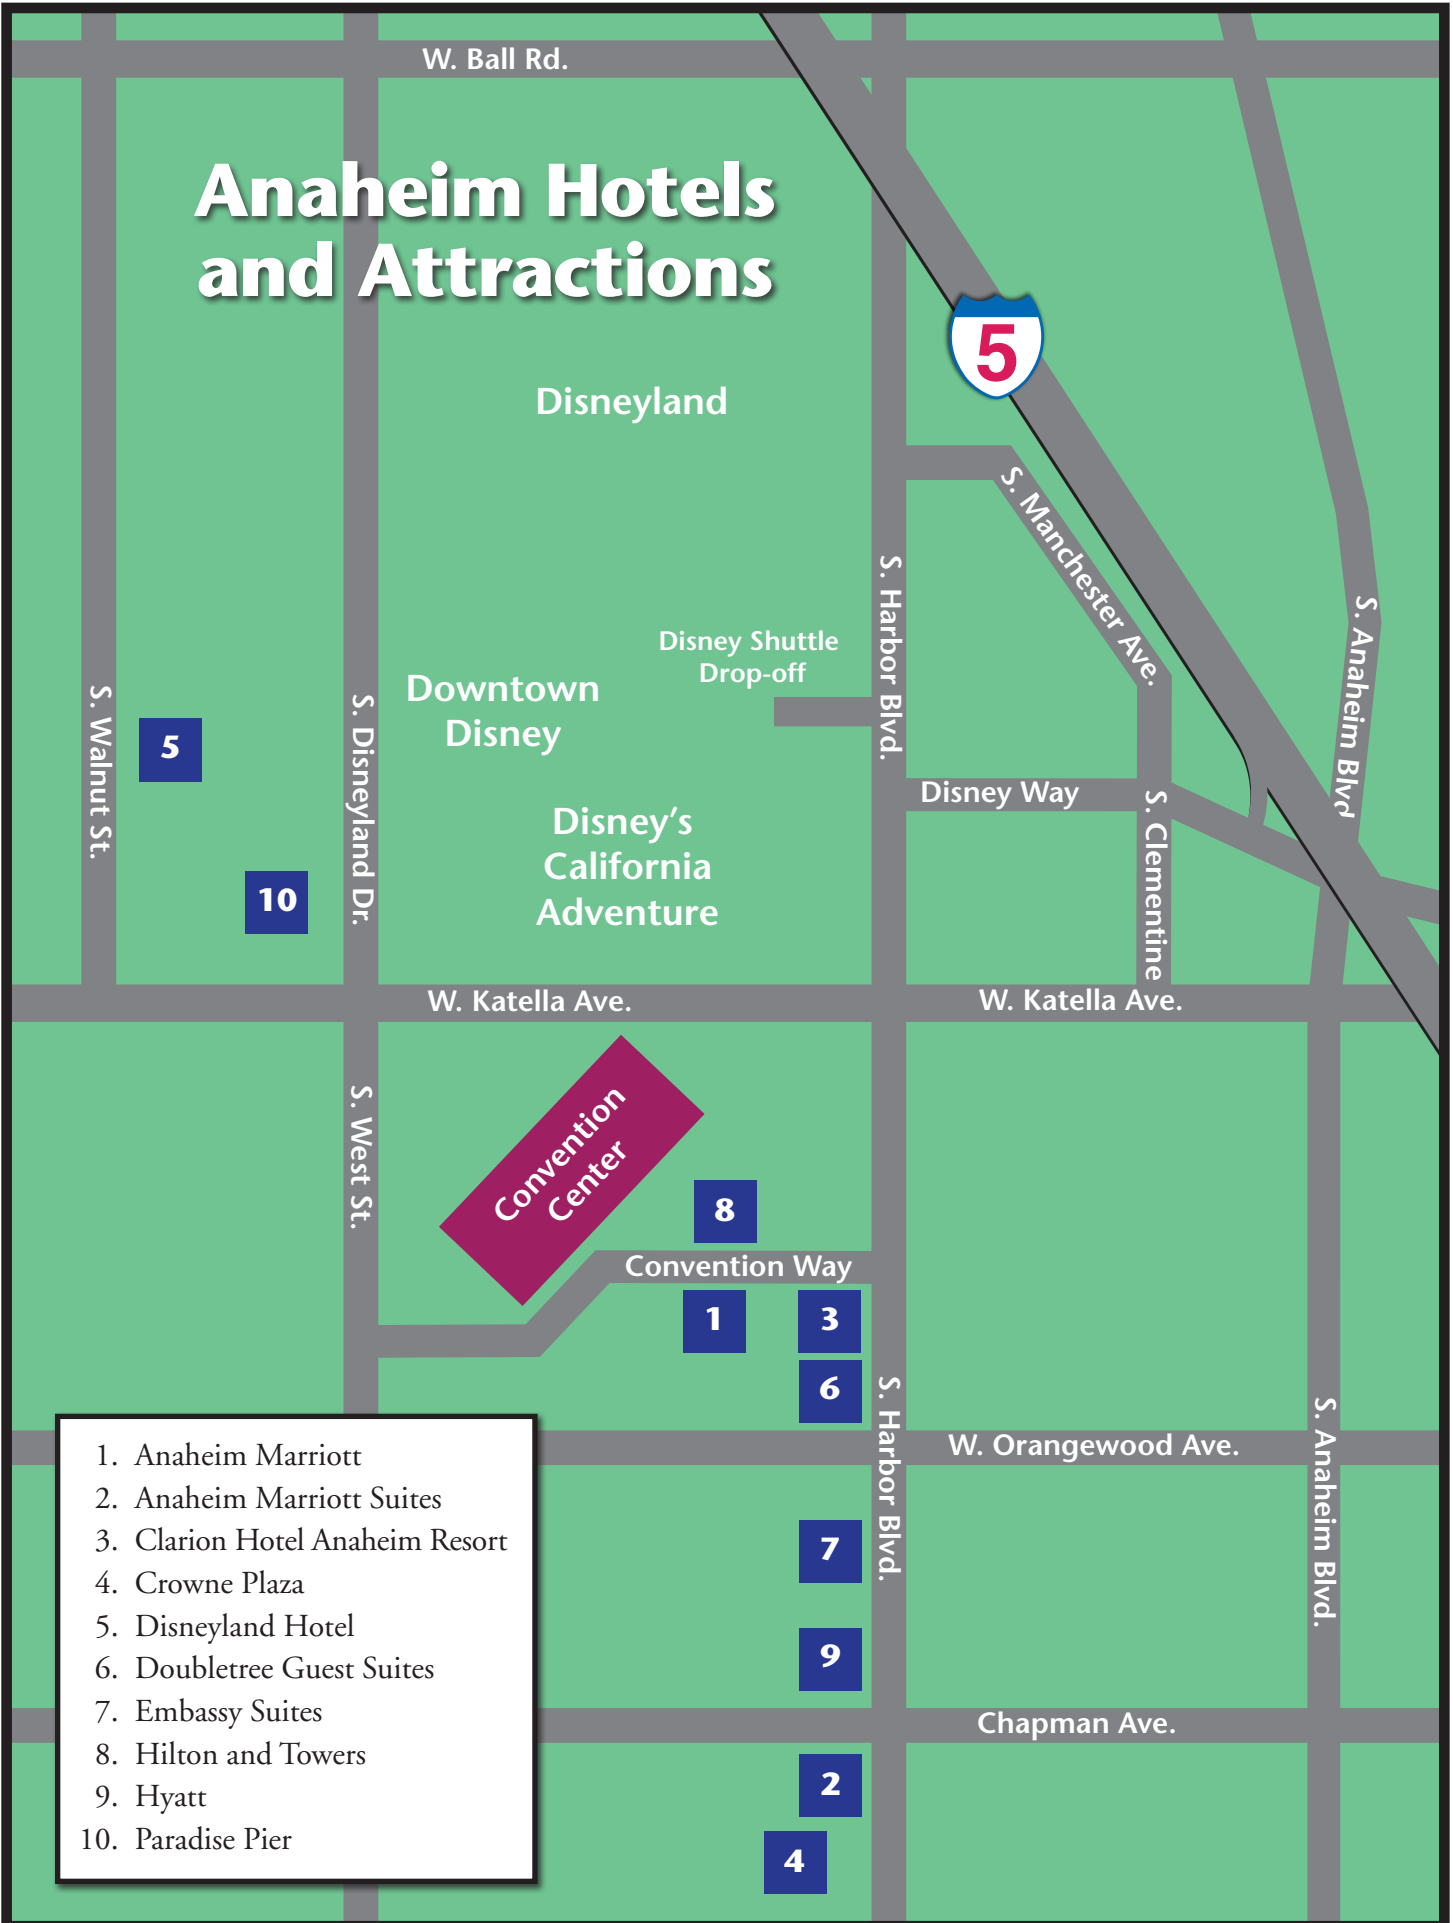 W. Ball Rd.
Anaheim Hotels
and Attractions
5
Disneyland
S. Manchester Ave.
S. Harbor Blvd.
S. Anaheim Blvd
Disney Shuttle
Drop-off
Downtown
Disney
S. Walnut St.
5
S. Disneyland Dr.
Disney Way
S. Clementine
Disney's
California
Adventure
10
W. Katella Ave.
W. Katella Ave.
S. West St.
Convention
Center
8
Convention Way
1
3
6
S. Harbor Blvd.
W. Orangewood Ave.
S. Anaheim Blvd.
7
9
Chapman Ave.
2
4
1. Anaheim Marriott
2. Anaheim Marriott Suites
3. Clarion Hotel Anaheim Resort
4. Crowne Plaza
5. Disneyland Hotel
6. Doubletree Guest Suites
7. Embassy Suites
8. Hilton and Towers
9. Hyatt
10. Paradise Pier